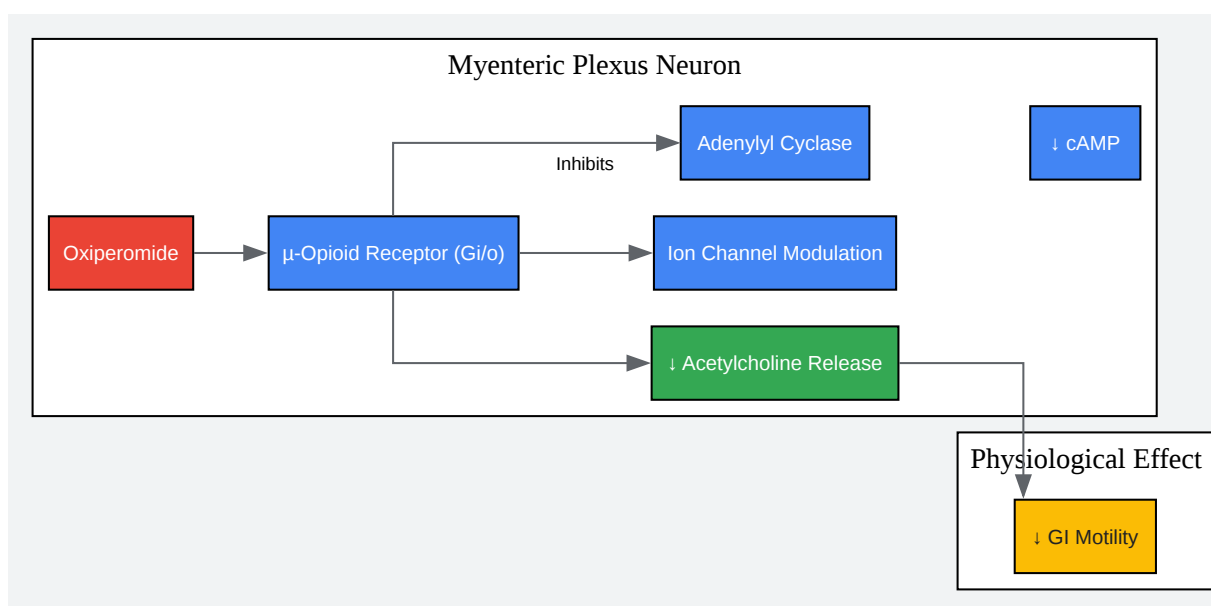 Myenteric Plexus Neuron
Adenylyl Cyclase
↓ cAMP
Inhibits
Oxiperomide
µ-Opioid Receptor (Gi/o)
Ion Channel Modulation
↓ Acetylcholine Release
Physiological Effect
↓ GI Motility